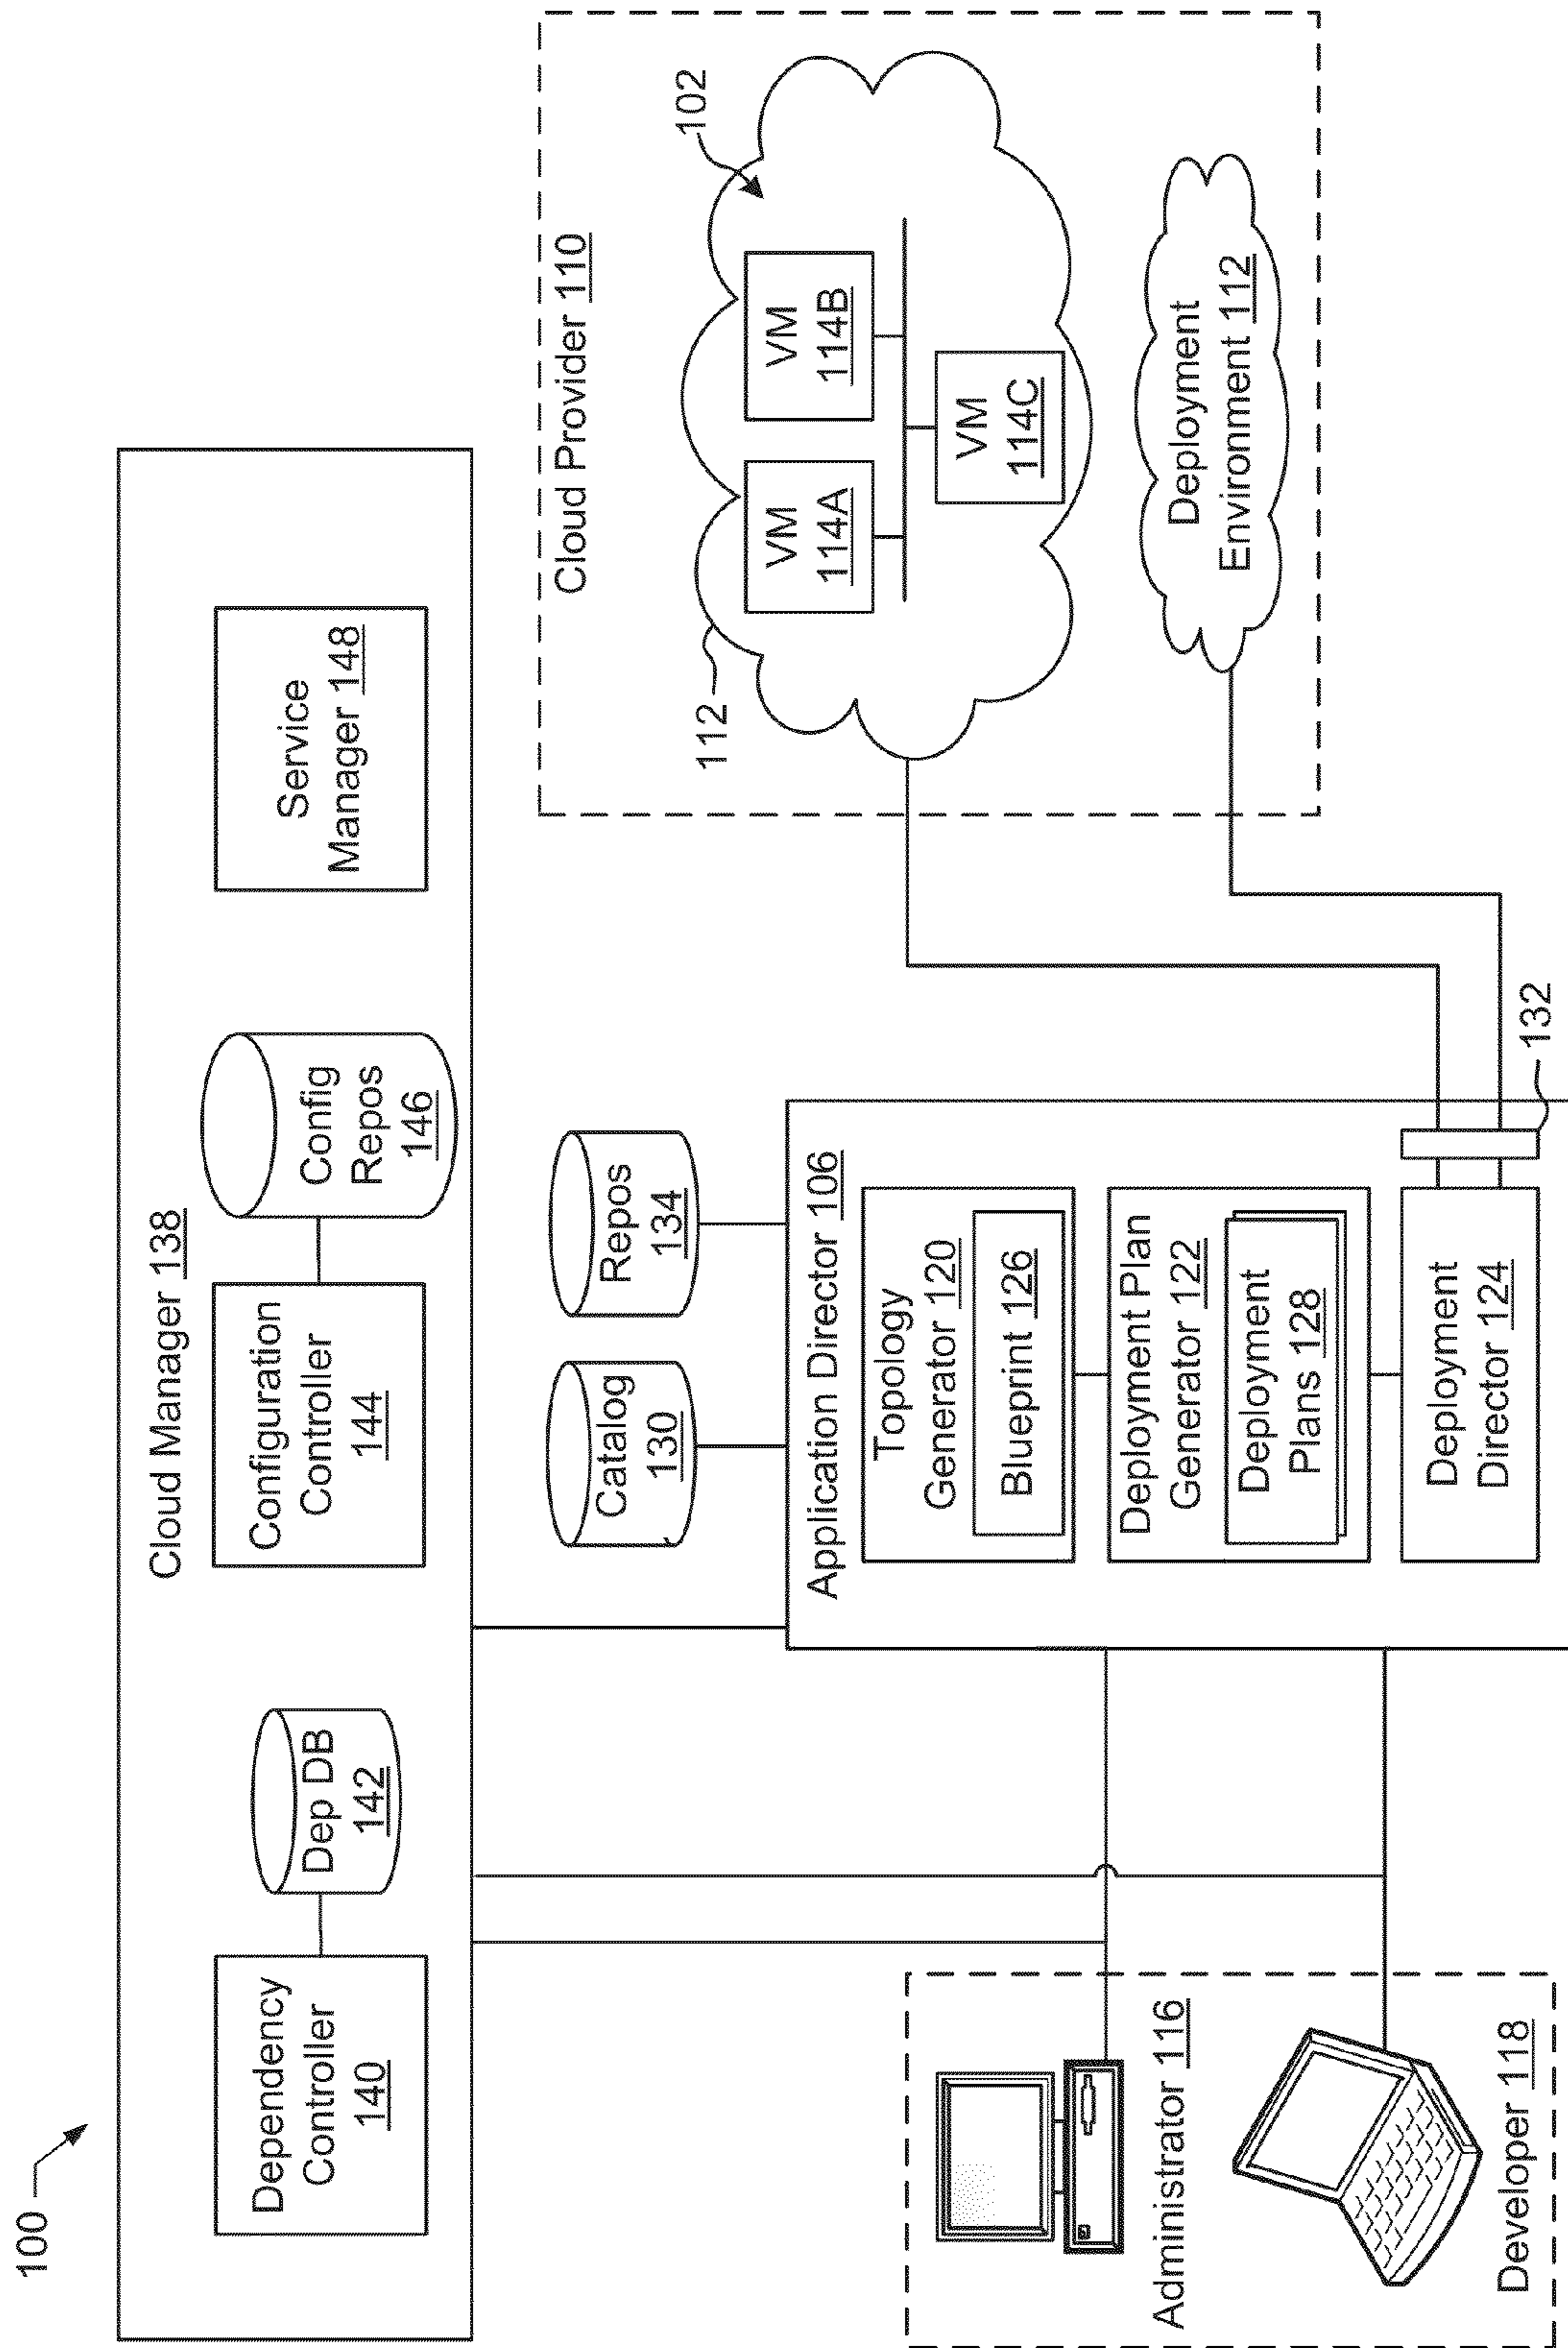 100
Cloud Manager 138
Dependency
Controller
140
Dep DB
142
Configuration
Controller
144
Config
Repos
146
Service
Manager 148
Catalog
130
Repos
134
Cloud Provider 110
102
112
VM
114A
VM
114B
VM
114C
Deployment
Environment 112
Application Director 106
Topology
Generator 120
Blueprint 126
Deployment Plan
Generator 122
Deployment
Plans 128
Deployment
Director 124
132
Administrator 116
Developer 118